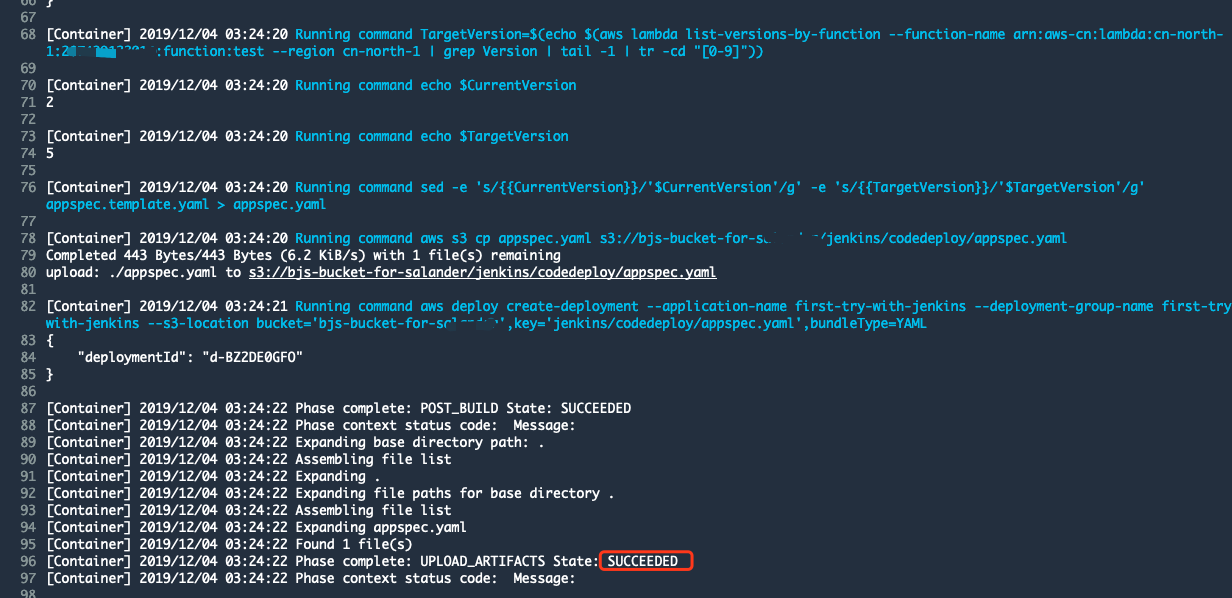 66 }
67
68 [Container] 2019/12/04 03:24:20 Running command TargetVersion=$(echo $(aws lambda list-versions-by-function --function-name arn:aws-cn:lambda:cn-north-
1: :function:test --region cn-north-1 | grep Version | tail -1 | tr -cd "[0-9]"))
69
70 [Container] 2019/12/04 03:24:20 Running command echo $CurrentVersion
71 2
72
73 [Container] 2019/12/04 03:24:20 Running command echo $TargetVersion
74 5
75
76 [Container] 2019/12/04 03:24:20 Running command sed -e 's/{{CurrentVersion}}/'$CurrentVersion'/g' -e 's/{{TargetVersion}}/'$TargetVersion'/g'
appspec.template.yaml > appspec.yaml
77
78 [Container] 2019/12/04 03:24:20 Running command aws s3 cp appspec.yaml s3://bjs-bucket-for-s /jenkins/codedeploy/appspec.yaml
79 Completed 443 Bytes/443 Bytes (6.2 KiB/s) with 1 file(s) remaining
80 upload: ./appspec.yaml to s3://bjs-bucket-for-salander/jenkins/codedeploy/appspec.yaml
81
82 [Container] 2019/12/04 03:24:21 Running command aws deploy create-deployment --application-name first-try-with-jenkins --deployment-group-name first-try
with-jenkins --s3-location bucket='bjs-bucket-for-s ',key='jenkins/codedeploy/appspec.yaml',bundleType=YAML
83 {
84 "deploymentId": "d-BZ2DE0GFO"
85 }
86
87 [Container] 2019/12/04 03:24:22 Phase complete: POST_BUILD State: SUCCEEDED
88 [Container] 2019/12/04 03:24:22 Phase context status code: Message:
89 [Container] 2019/12/04 03:24:22 Expanding base directory path: .
90 [Container] 2019/12/04 03:24:22 Assembling file list
91 [Container] 2019/12/04 03:24:22 Expanding .
92 [Container] 2019/12/04 03:24:22 Expanding file paths for base directory .
93 [Container] 2019/12/04 03:24:22 Assembling file list
94 [Container] 2019/12/04 03:24:22 Expanding appspec.yaml
95 [Container] 2019/12/04 03:24:22 Found 1 file(s)
96 [Container] 2019/12/04 03:24:22 Phase complete: UPLOAD_ARTIFACTS State: SUCCEEDED
97 [Container] 2019/12/04 03:24:22 Phase context status code: Message:
98